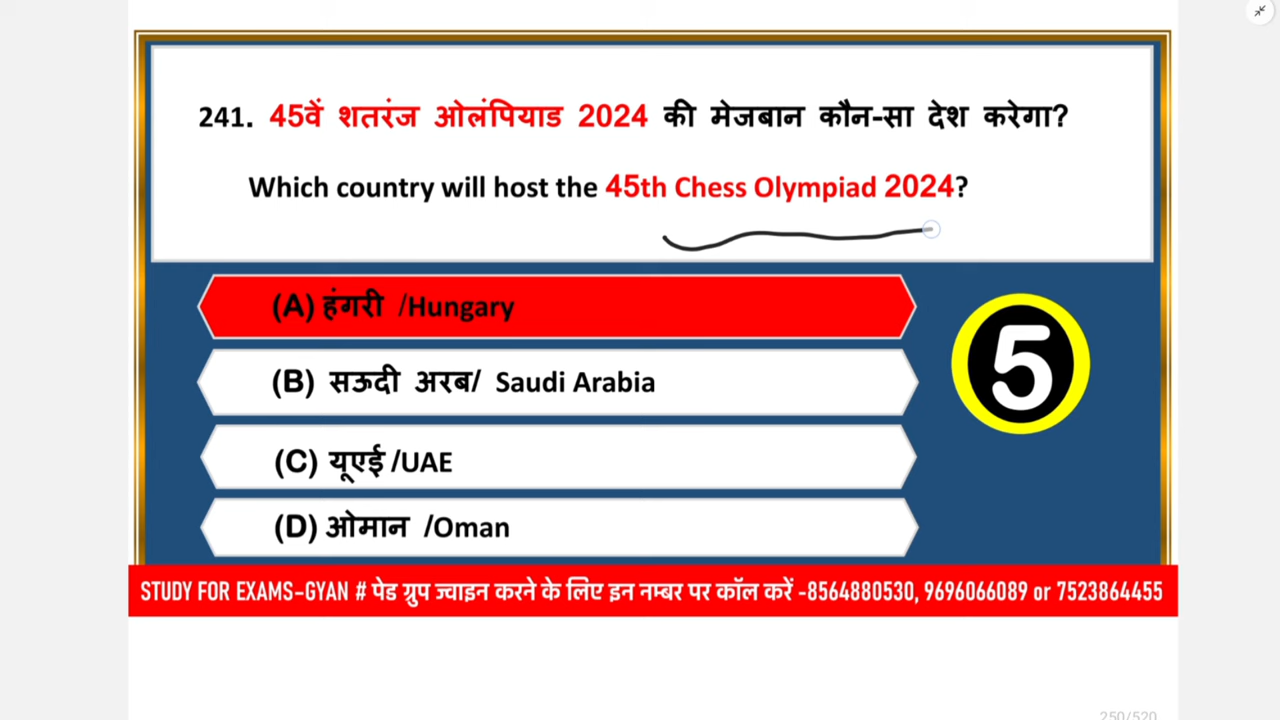 241. 45वें शतरंज ओलंपियाड 2024 की मेजबान कौन-सा देश करेगा?
Which country will host the 45th Chess Olympiad 2024?
(A) हंगरी /Hungary
(B) सऊदी अरब/ Saudi Arabia
5
(C) यूएई /UAE
(D) ओमान /Oman
STUDY FOR EXAMS-GYAN # पेड ग्रुप ज्वाइन करने के लिए इन नम्बर पर कॉल करें -8564880530, 9696066089 or 7523864455
250/520